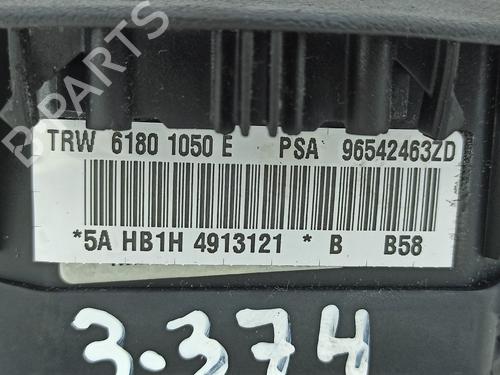 B PARTS
TRW 6180 1050 E PSA 96542463ZD
*5A HB1H 4913121 * B B58
3.374